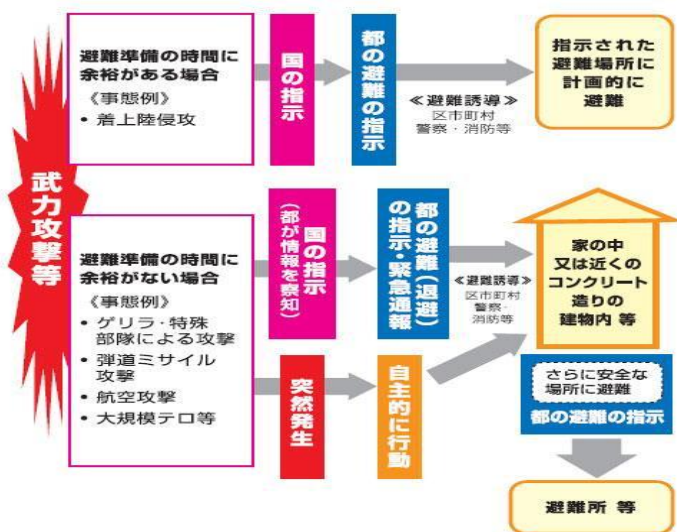 武力攻撃等
避難準備の時間に
余裕がある場合
《事態例》
• 着上陸侵攻
国の指示
都の避難の指示
≪避難誘導≫
区市町村
警察・消防等
指示された
避難場所に
計画的に
避難
避難準備の時間に
余裕がない場合
《事態例》
• ゲリラ・特殊
部隊による攻撃
• 弾道ミサイル
攻撃
• 航空攻撃
• 大規模テロ等
国の指示
(都が情報を察知)
都の避難(退避)
の指示・緊急通報
≪避難誘導≫
区市町村
警察・
消防等
家の中
又は近くの
コンクリート
造りの
建物内 等
突然発生
自主的に行動
さらに安全な
場所に避難
都の避難の指示
避難所 等